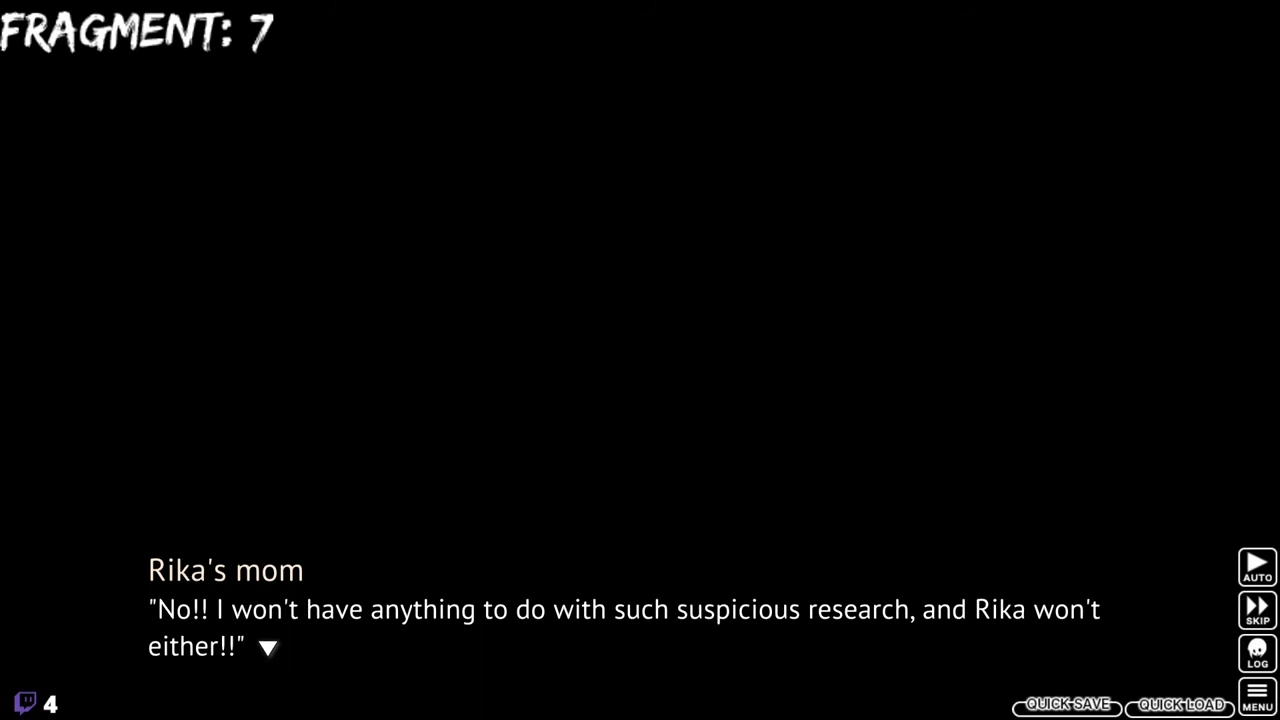 FRAGMENT: 7
Rika's mom
"No!! I won't have anything to do with such suspicious research, and Rika won't
either!!"
AUTO
SKIP
LOG
MENU
4
QUICK SAVE
QUICK LOAD